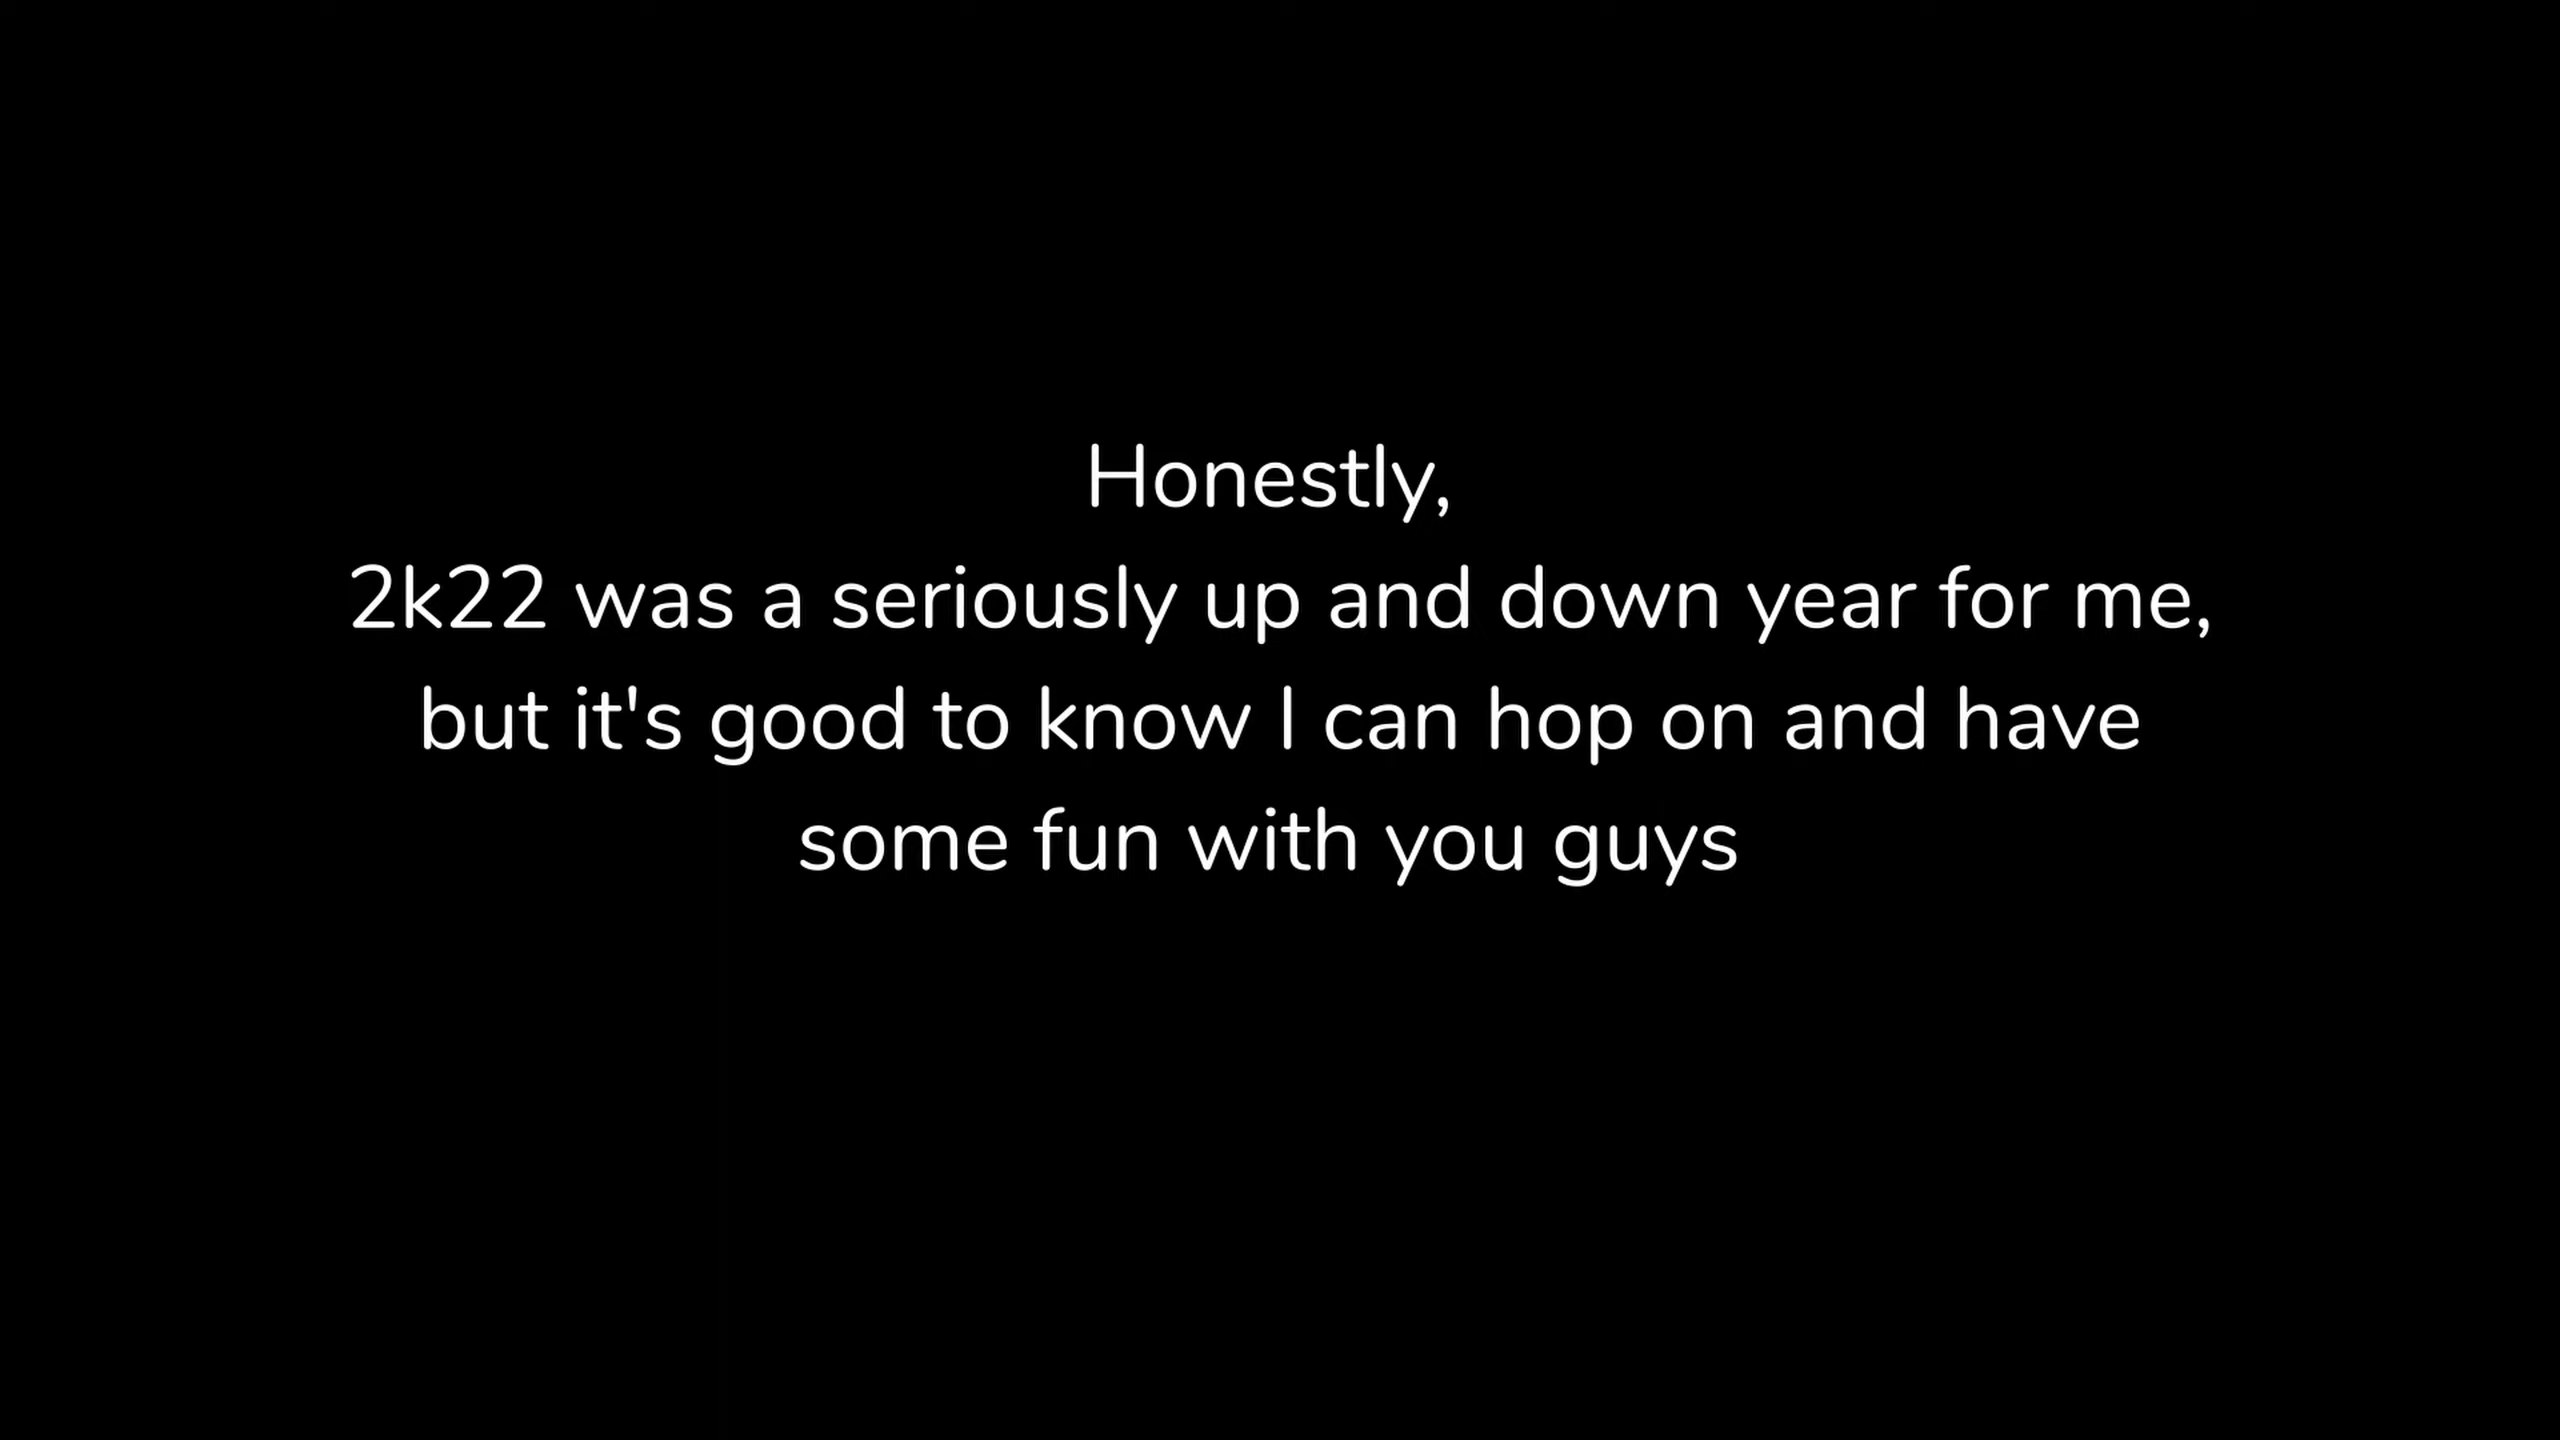 Honestly,
2k22 was a seriously up and down year for me,
but it's good to know I can hop on and have
some fun with you guys